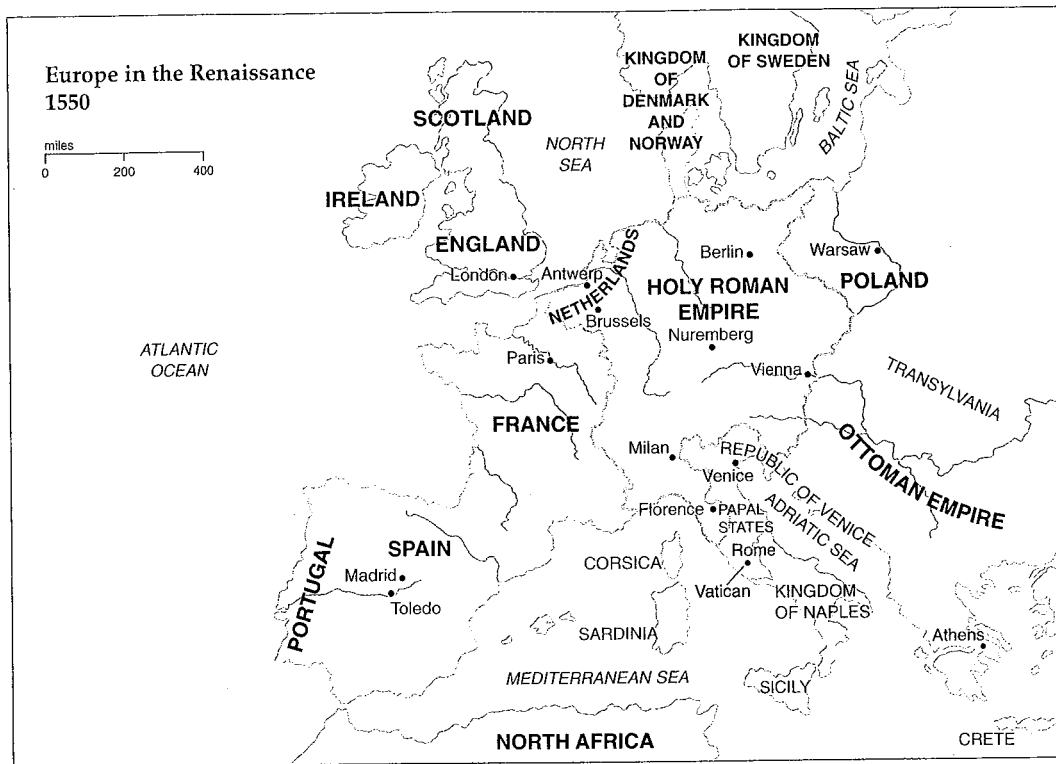 Europe in the Renaissance
1550
miles
0 200 400
SCOTLAND
IRELAND
ENGLAND
London
NORTH
SEA
KINGDOM
OF
DENMARK
AND
NORWAY
KINGDOM
OF SWEDEN
BALTIC SEA
Antwerp
NETHERLANDS
Brussels
Berlin
HOLY ROMAN
EMPIRE
Nuremberg
Warsaw
POLAND
ATLANTIC
OCEAN
Paris
FRANCE
Vienna
TRANSYLVANIA
Milan
Venice
REPUBLIC OF VENICE
OTTOMAN EMPIRE
ADRIATIC SEA
Florence
PAPAL
STATES
Rome
Vatican
KINGDOM
OF NAPLES
CORSICA
SARDINIA
PORTUGAL
SPAIN
Madrid
Toledo
MEDITERRANEAN SEA
SICILY
Athens
NORTH AFRICA
CRETE